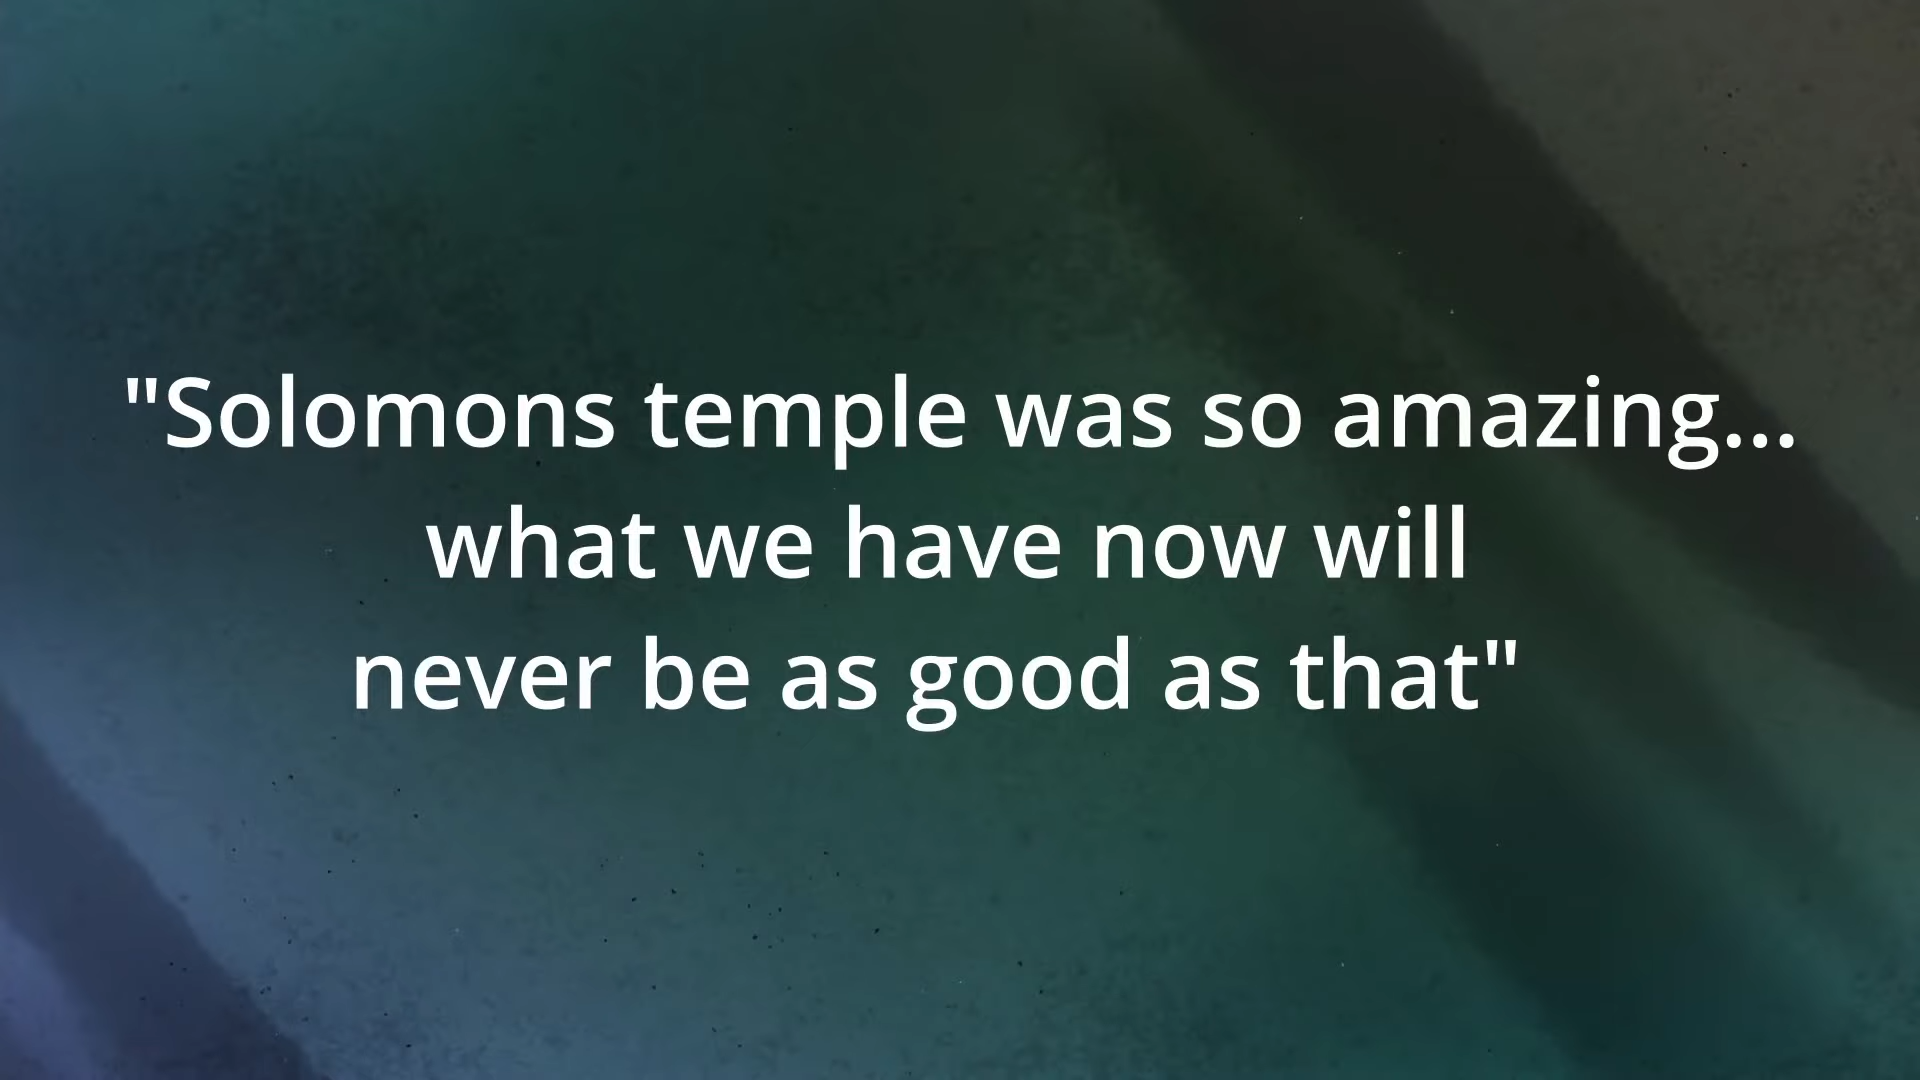 "Solomons temple was so amazing...
what we have now will
never be as good as that"